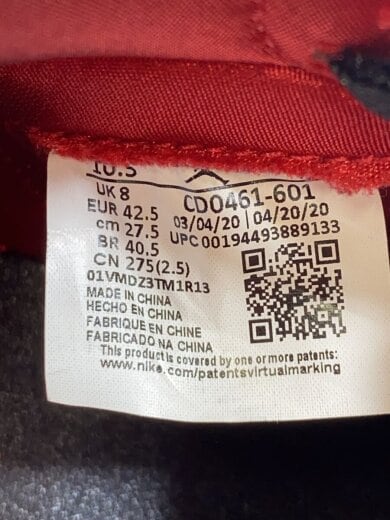 10.5
UK 8
EUR 42.5
cm 27.5
BR 40.5
CN 275(2.5)
01VMDZ3TM1R13
CD0461-601
03/04/20 | 04/20/20
UPC 00194493889133
MADE IN CHINA
HECHO EN CHINA
FABRIQUE EN CHINE
FABRICADO NA CHINA
This product is covered by one or more patents:
www.nike.com/patentsvirtualmarking